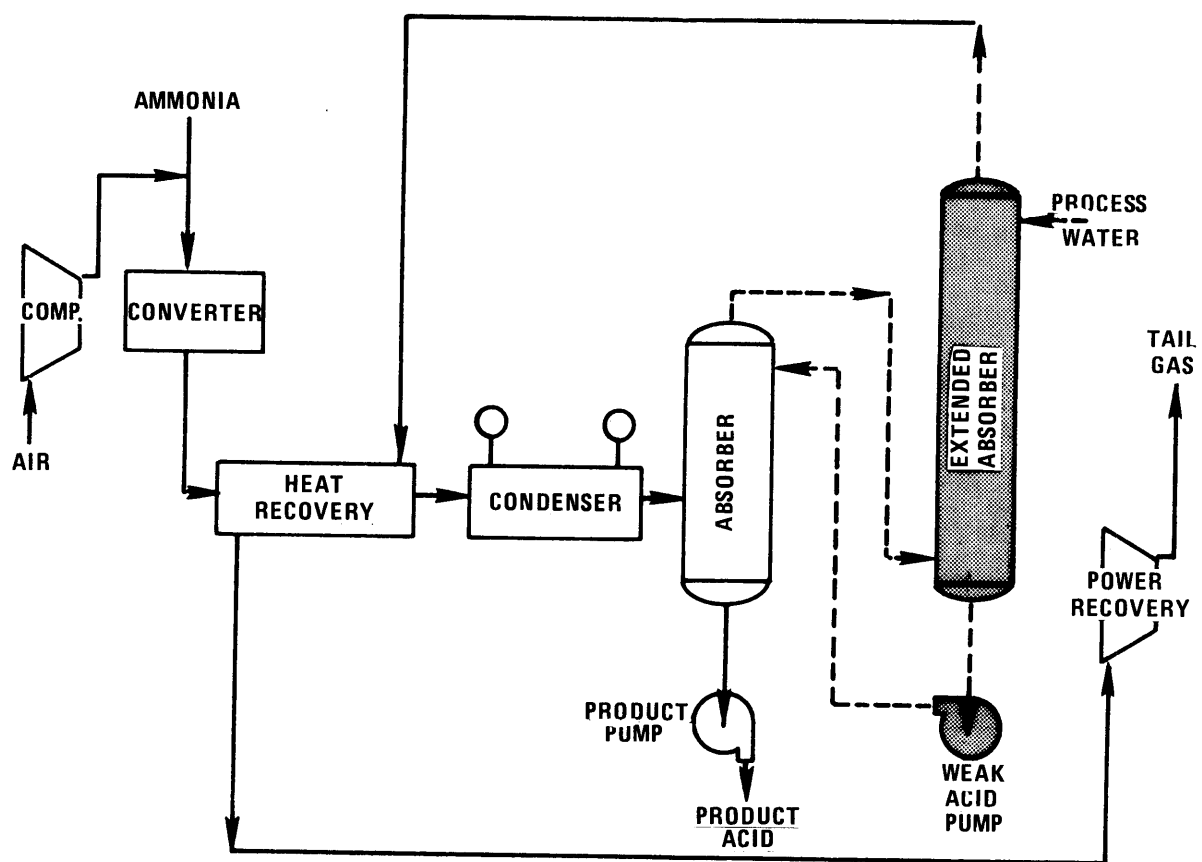 AMMONIA
COMP.
CONVERTER
AIR
HEAT
RECOVERY
CONDENSER
ABSORBER
EXTENDED
ABSORBER
PROCESS
WATER
TAIL
GAS
POWER
RECOVERY
PRODUCT
PUMP
PRODUCT
ACID
WEAK
ACID
PUMP